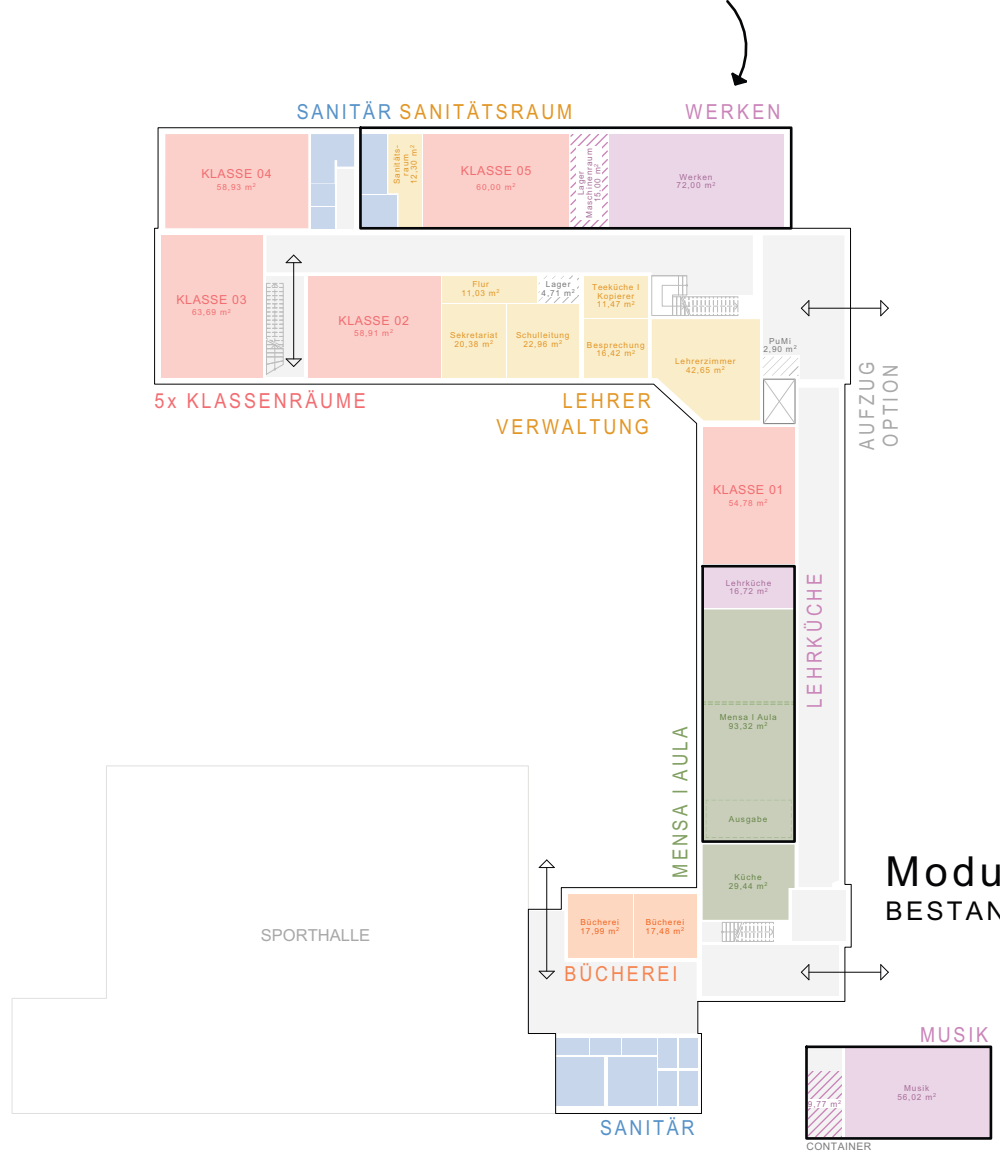 SANITÄR
SANITÄTSRAUM
WERKEN
KLASSE 04
58,93 m²
Sanitäts-
raum
12,30 m²
KLASSE 05
60,00 m²
Lager
Maschinenraum
15,00 m²
Werken
72,00 m²
KLASSE 03
63,69 m²
KLASSE 02
58,91 m²
Flur
11,03 m²
Lager
4,71 m²
Teeküche I
Kopierer
11,47 m²
Sekretariat
20,38 m²
Schulleitung
22,96 m²
Besprechung
16,42 m²
Lehrerzimmer
42,65 m²
PuMi
2,90 m²
5x KLASSENRÄUME
LEHRER
VERWALTUNG
AUFZUG
OPTION
KLASSE 01
54,78 m²
Lehrküche
16,72 m²
LEHRKÜCHE
Mensa I Aula
93,32 m²
MENSA I AULA
Ausgabe
Küche
29,44 m²
Modu
BESTAN
SPORTHALLE
Bücherei
17,99 m²
Bücherei
17,48 m²
BÜCHEREI
MUSIK
Musik
56,02 m²
9,77 m²
CONTAINER
SANITÄR